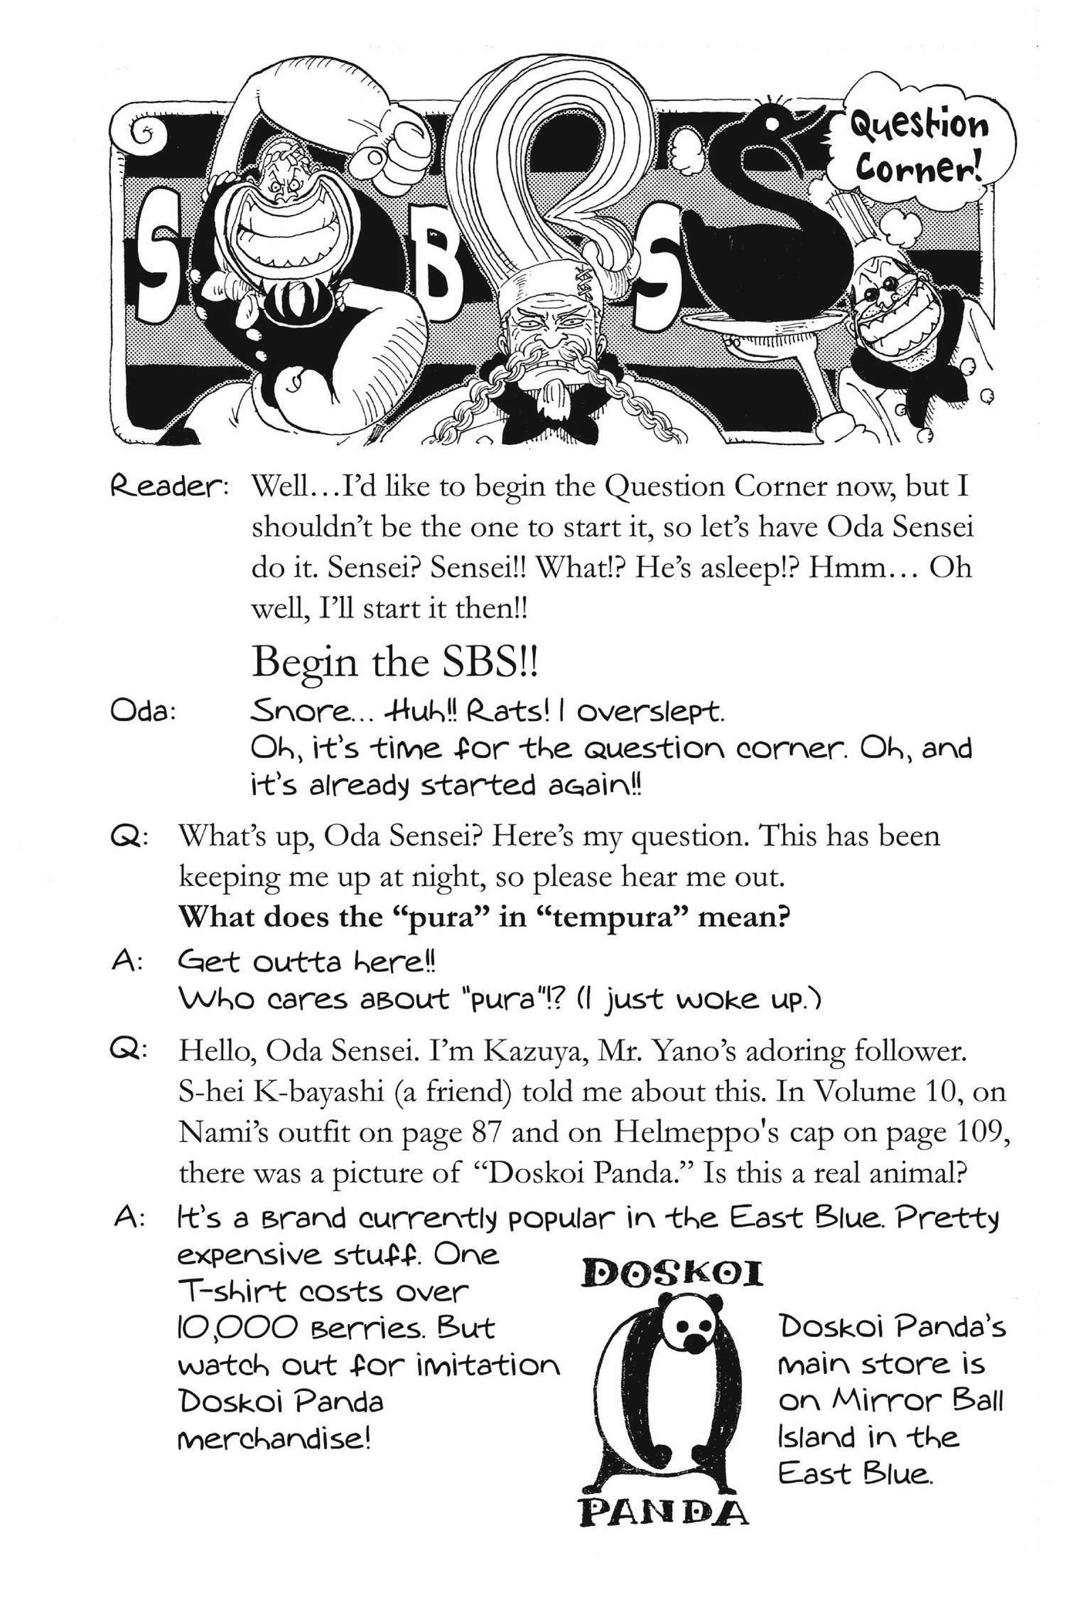 S B S
Question
Corner!
Reader: Well...I'd like to begin the Question Corner now, but I
shouldn't be the one to start it, so let's have Oda Sensei
do it. Sensei? Sensei!! What!? He's asleep!? Hmm... Oh
well, I'll start it then!!
Begin the SBS!!
Oda: Snore... Huh!! Rats! I overslept.
Oh, it's time for the question corner. Oh, and
it's already started again!!
Q: What's up, Oda Sensei? Here's my question. This has been
keeping me up at night, so please hear me out.
What does the “pura” in “tempura” mean?
A: Get outta here!!
Who cares about "pura"!? (I just woke up.)
Q: Hello, Oda Sensei. I'm Kazuya, Mr. Yano's adoring follower.
S-hei K-bayashi (a friend) told me about this. In Volume 10, on
Nami's outfit on page 87 and on Helmeppo's cap on page 109,
there was a picture of “Doskoi Panda.” Is this a real animal?
A: It's a brand currently popular in the East Blue. Pretty
expensive stuff. One
T-shirt costs over
10,000 berries. But
watch out for imitation
Doskoi Panda
merchandise!
DOSKOI
PANDA
Doskoi Panda's
main store is
on Mirror Ball
Island in the
East Blue.